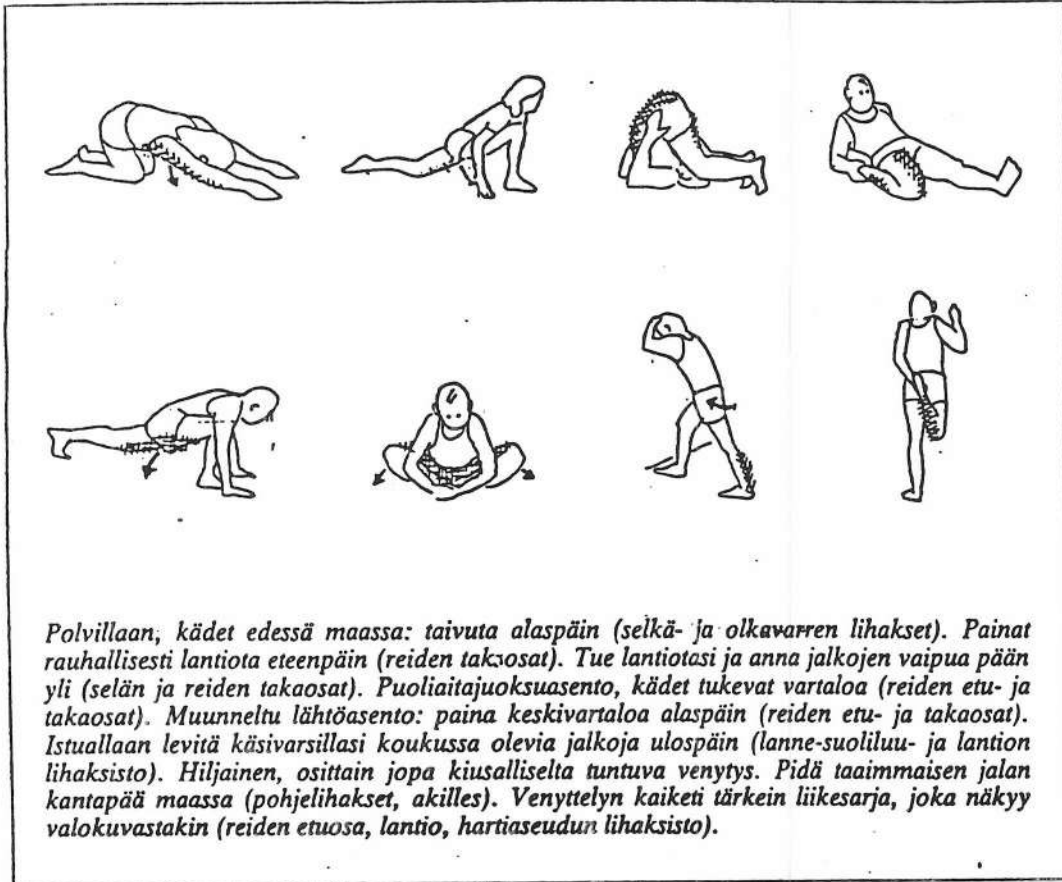 Polvillaan, kädet edessä maassa: taivuta alaspäin (selkä- ja olkavarren lihakset). Painat
rauhallisesti lantiota eteenpäin (reiden takaosat). Tue lantiotasi ja anna jalkojen vaipua pään
yli (selän ja reiden takaosat). Puoliaitajuoksuasento, kädet tukevat vartaloa (reiden etu- ja
takaosat). Muunneltu lähtöasento: paina keskivartaloa alaspäin (reiden etu- ja takaosat).
Istuallaan levitä käsivarsillasi koukussa olevia jalkoja ulospäin (lanne-suoliluu- ja lantion
lihaksisto). Hiljainen, osittain jopa kiusalliselta tuntuva venytys. Pidä taaimmaisen jalan
kantapää maassa (pohjelihakset, akilles). Venyttelyn kaiketi tärkein liikesarja, joka näkyy
valokuvastakin (reiden etuosa, lantio, hartiaseudun lihaksisto).